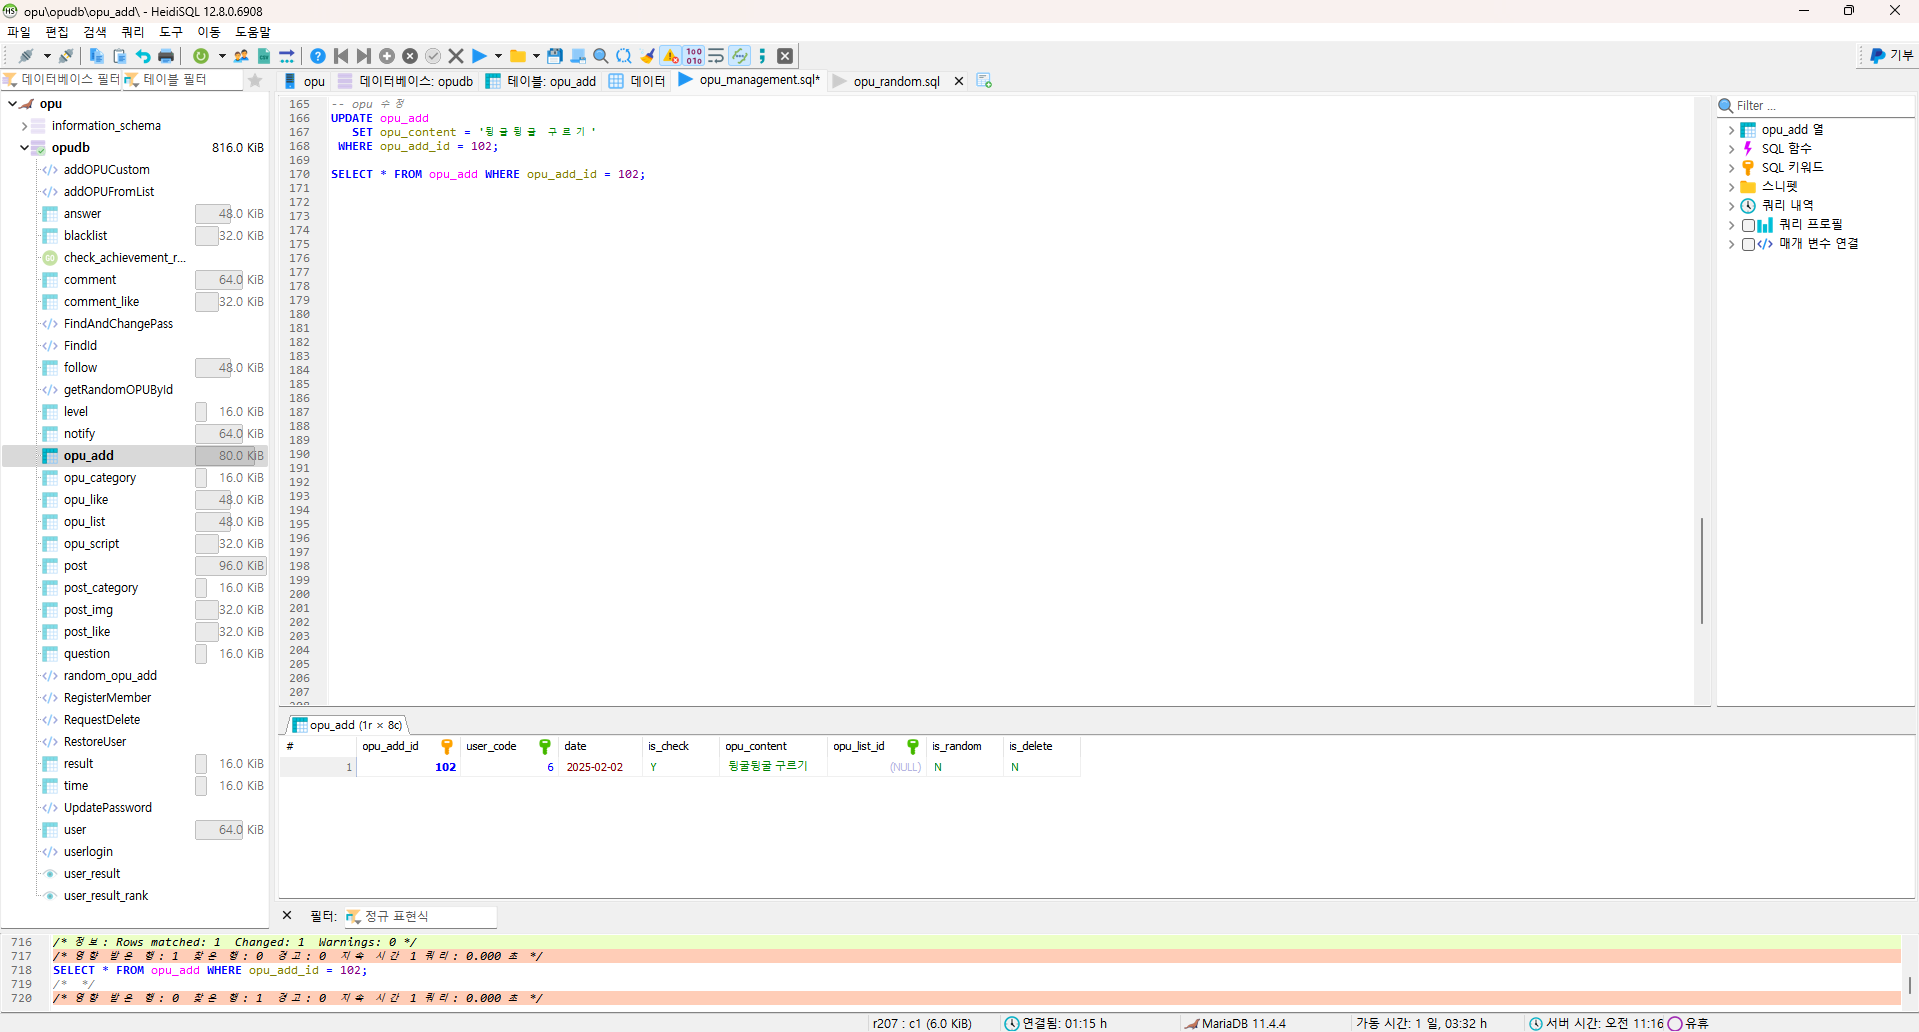 opu\opudb\opu_add\ - HeidiSQL 12.8.0.6908
파일 편집 검색 쿼리 도구 이동 도움말
기부
데이터베이스 필터 테이블 필터
opu 데이터베이스: opudb 테이블: opu_add 데이터 opu_management.sql* opu_random.sql
opu
information_schema
opudb 816.0 KiB
addOPUCustom
addOPUFromList
answer 48.0 KiB
blacklist 32.0 KiB
check_achievement_r...
comment 64.0 KiB
comment_like 32.0 KiB
FindAndChangePass
FindId
follow 48.0 KiB
getRandomOPUById
level 16.0 KiB
notify 64.0 KiB
opu_add 80.0 KiB
opu_category 16.0 KiB
opu_like 48.0 KiB
opu_list 48.0 KiB
opu_script 32.0 KiB
post 96.0 KiB
post_category 16.0 KiB
post_img 32.0 KiB
post_like 32.0 KiB
question 16.0 KiB
random_opu_add
RegisterMember
RequestDelete
RestoreUser
result 16.0 KiB
time 16.0 KiB
UpdatePassword
user 64.0 KiB
userlogin
user_result
user_result_rank
165 -- opu 수정
166 UPDATE opu_add
167 SET opu_content = '뒹굴뒹굴 구르기'
168 WHERE opu_add_id = 102;
169
170 SELECT * FROM opu_add WHERE opu_add_id = 102;
171
172
173
174
175
176
177
178
179
180
181
182
183
184
185
186
187
188
189
190
191
192
193
194
195
196
197
198
199
200
201
202
203
204
205
206
207
208
Filter ...
opu_add 열
SQL 함수
SQL 키워드
스니펫
쿼리 내역
쿼리 프로필
매개 변수 연결
opu_add (1r × 8c)
# opu_add_id user_code date is_check opu_content opu_list_id is_random is_delete
1 102 6 2025-02-02 Y 뒹굴뒹굴 구르기 (NULL) N N
필터: 정규 표현식
716 /* 정보: Rows matched: 1 Changed: 1 Warnings: 0 */
717 /* 영향 받은 행: 1 찾은 행: 0 경고: 0 지속 시간 1 쿼리: 0.000 초 */
718 SELECT * FROM opu_add WHERE opu_add_id = 102;
719 /* */
720 /* 영향 받은 행: 0 찾은 행: 1 경고: 0 지속 시간 1 쿼리: 0.000 초 */
r207 : c1 (6.0 KiB) 연결됨: 01:15 h MariaDB 11.4.4 가동 시간: 1 일, 03:32 h 서버 시간: 오전 11:16 유휴